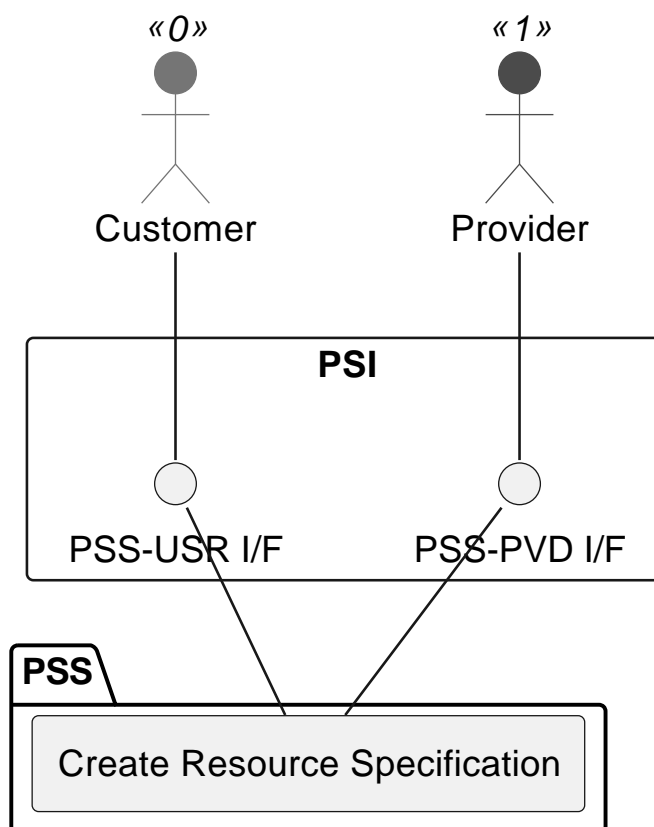 «0» «1»
Customer Provider
PSI
PSS-USR I/F PSS-PVD I/F
PSS
Create Resource Specification